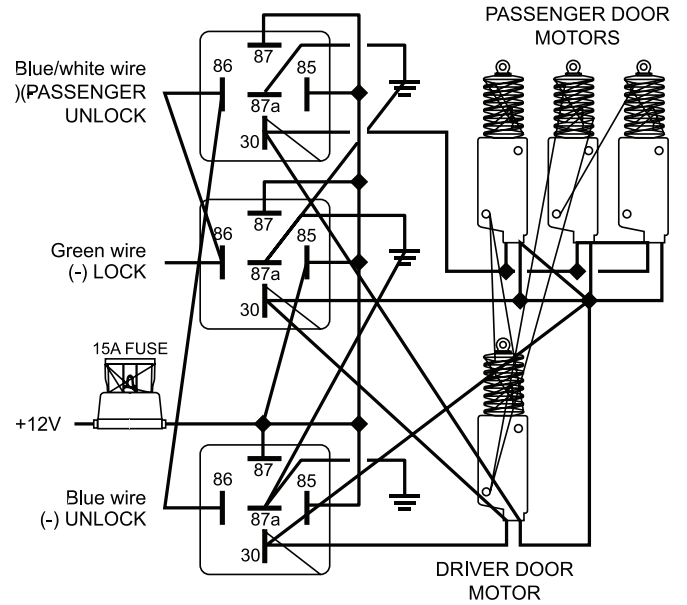 PASSENGER DOOR
MOTORS
Blue/white wire
)(PASSENGER
UNLOCK
87
86
85
87a
30
87
86
85
87a
30
Green wire
(-) LOCK
15A FUSE
+12V
87
86
85
87a
30
Blue wire
(-) UNLOCK
DRIVER DOOR
MOTOR